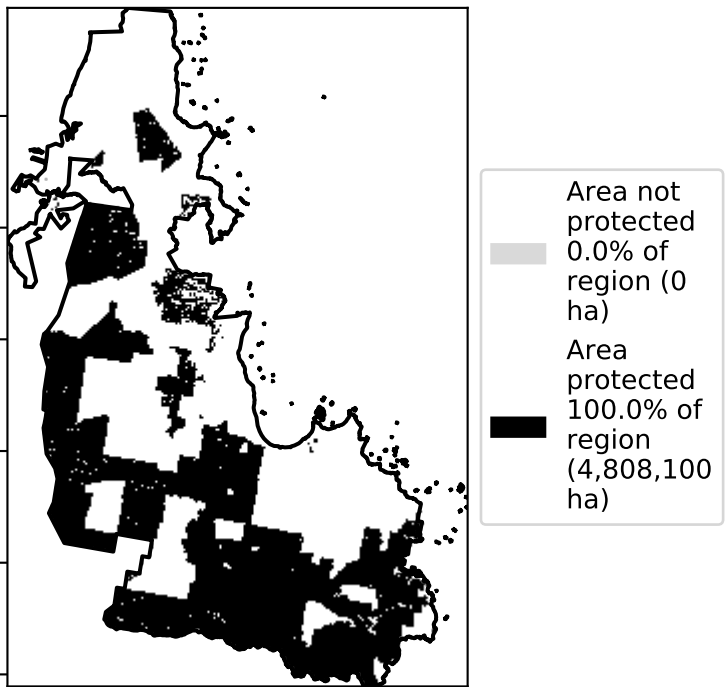 Area not
protected
0.0% of
region (0
ha)
Area
protected
100.0% of
region
(4,808,100
ha)